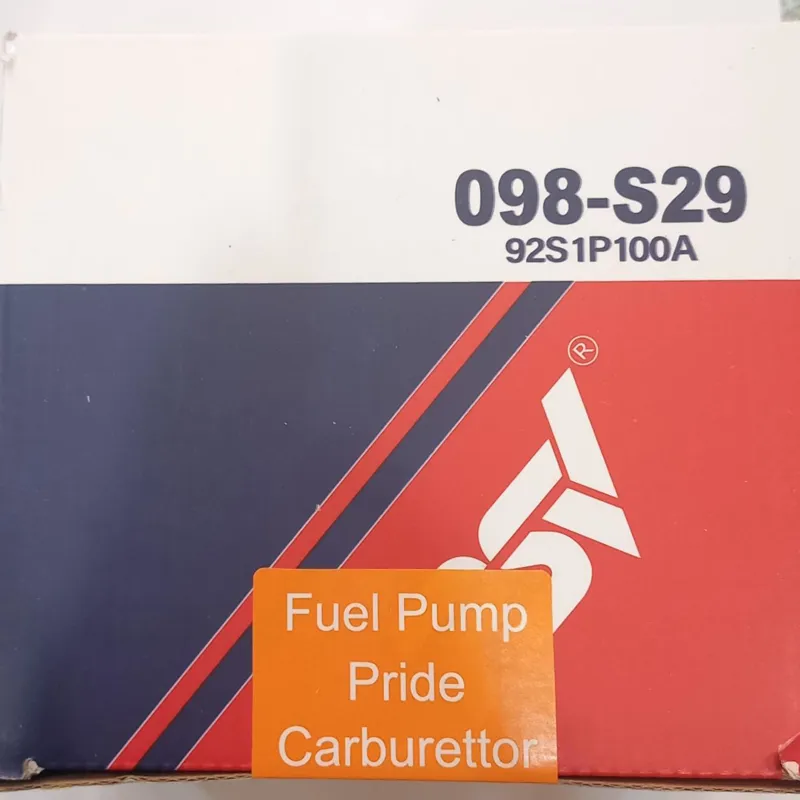 098-S29
92S1P100A
®
Fuel Pump
Pride
Carburettor